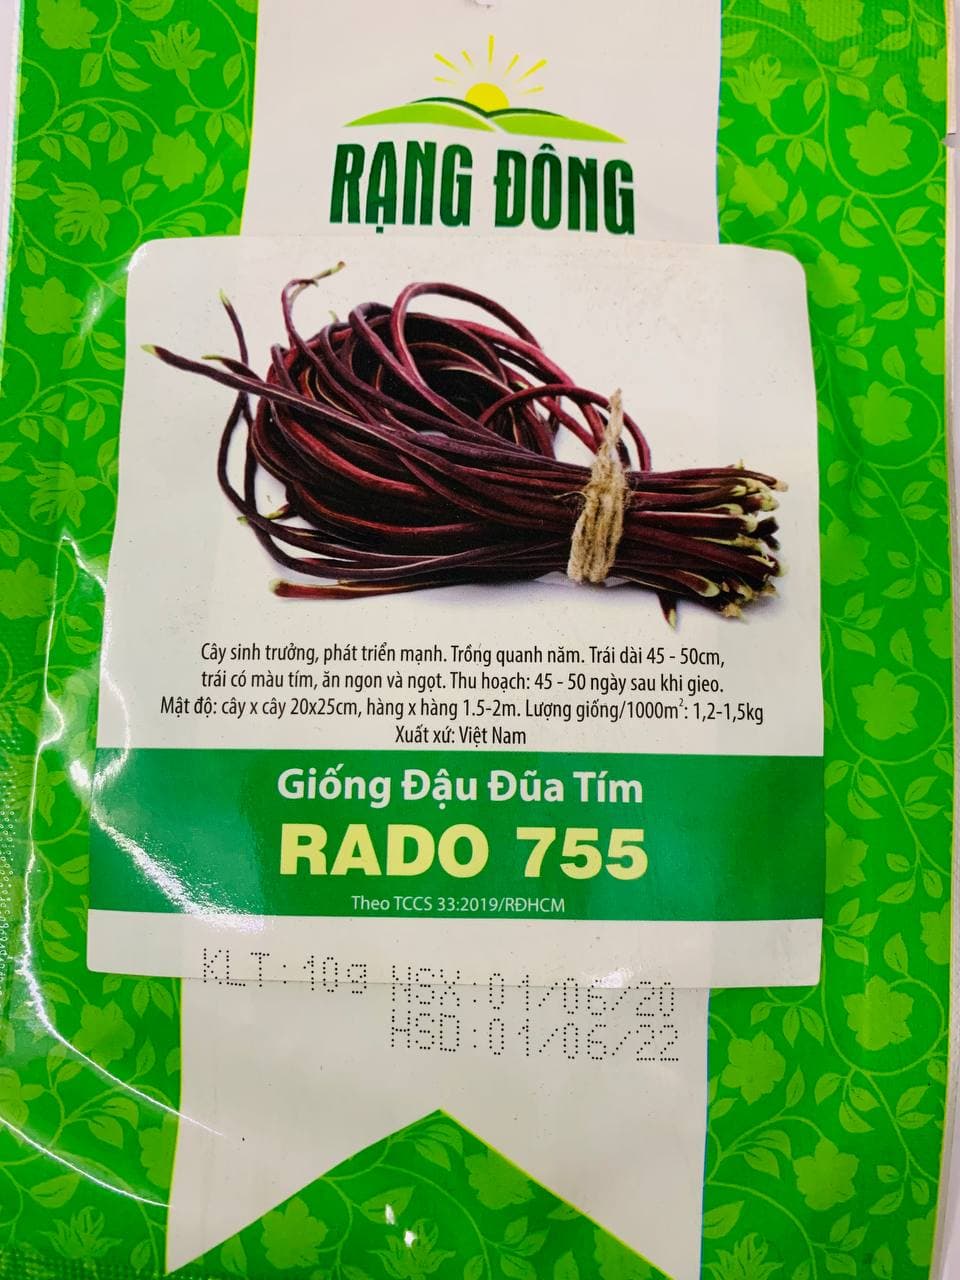 RẠNG ĐÔNG
Cây sinh trưởng, phát triển mạnh. Trồng quanh năm. Trái dài 45 - 50cm,
trái có màu tím, ăn ngon và ngọt. Thu hoạch: 45 - 50 ngày sau khi gieo.
Mật độ: cây x cây 20x25cm, hàng x hàng 1.5-2m. Lượng giống/1000m²: 1,2-1,5kg
Xuất xứ: Việt Nam
Giống Đậu Đũa Tím
RADO 755
Theo TCCS 33:2019/RĐHCM
KLT:10g NSX:01/06/20
HSD:01/06/22